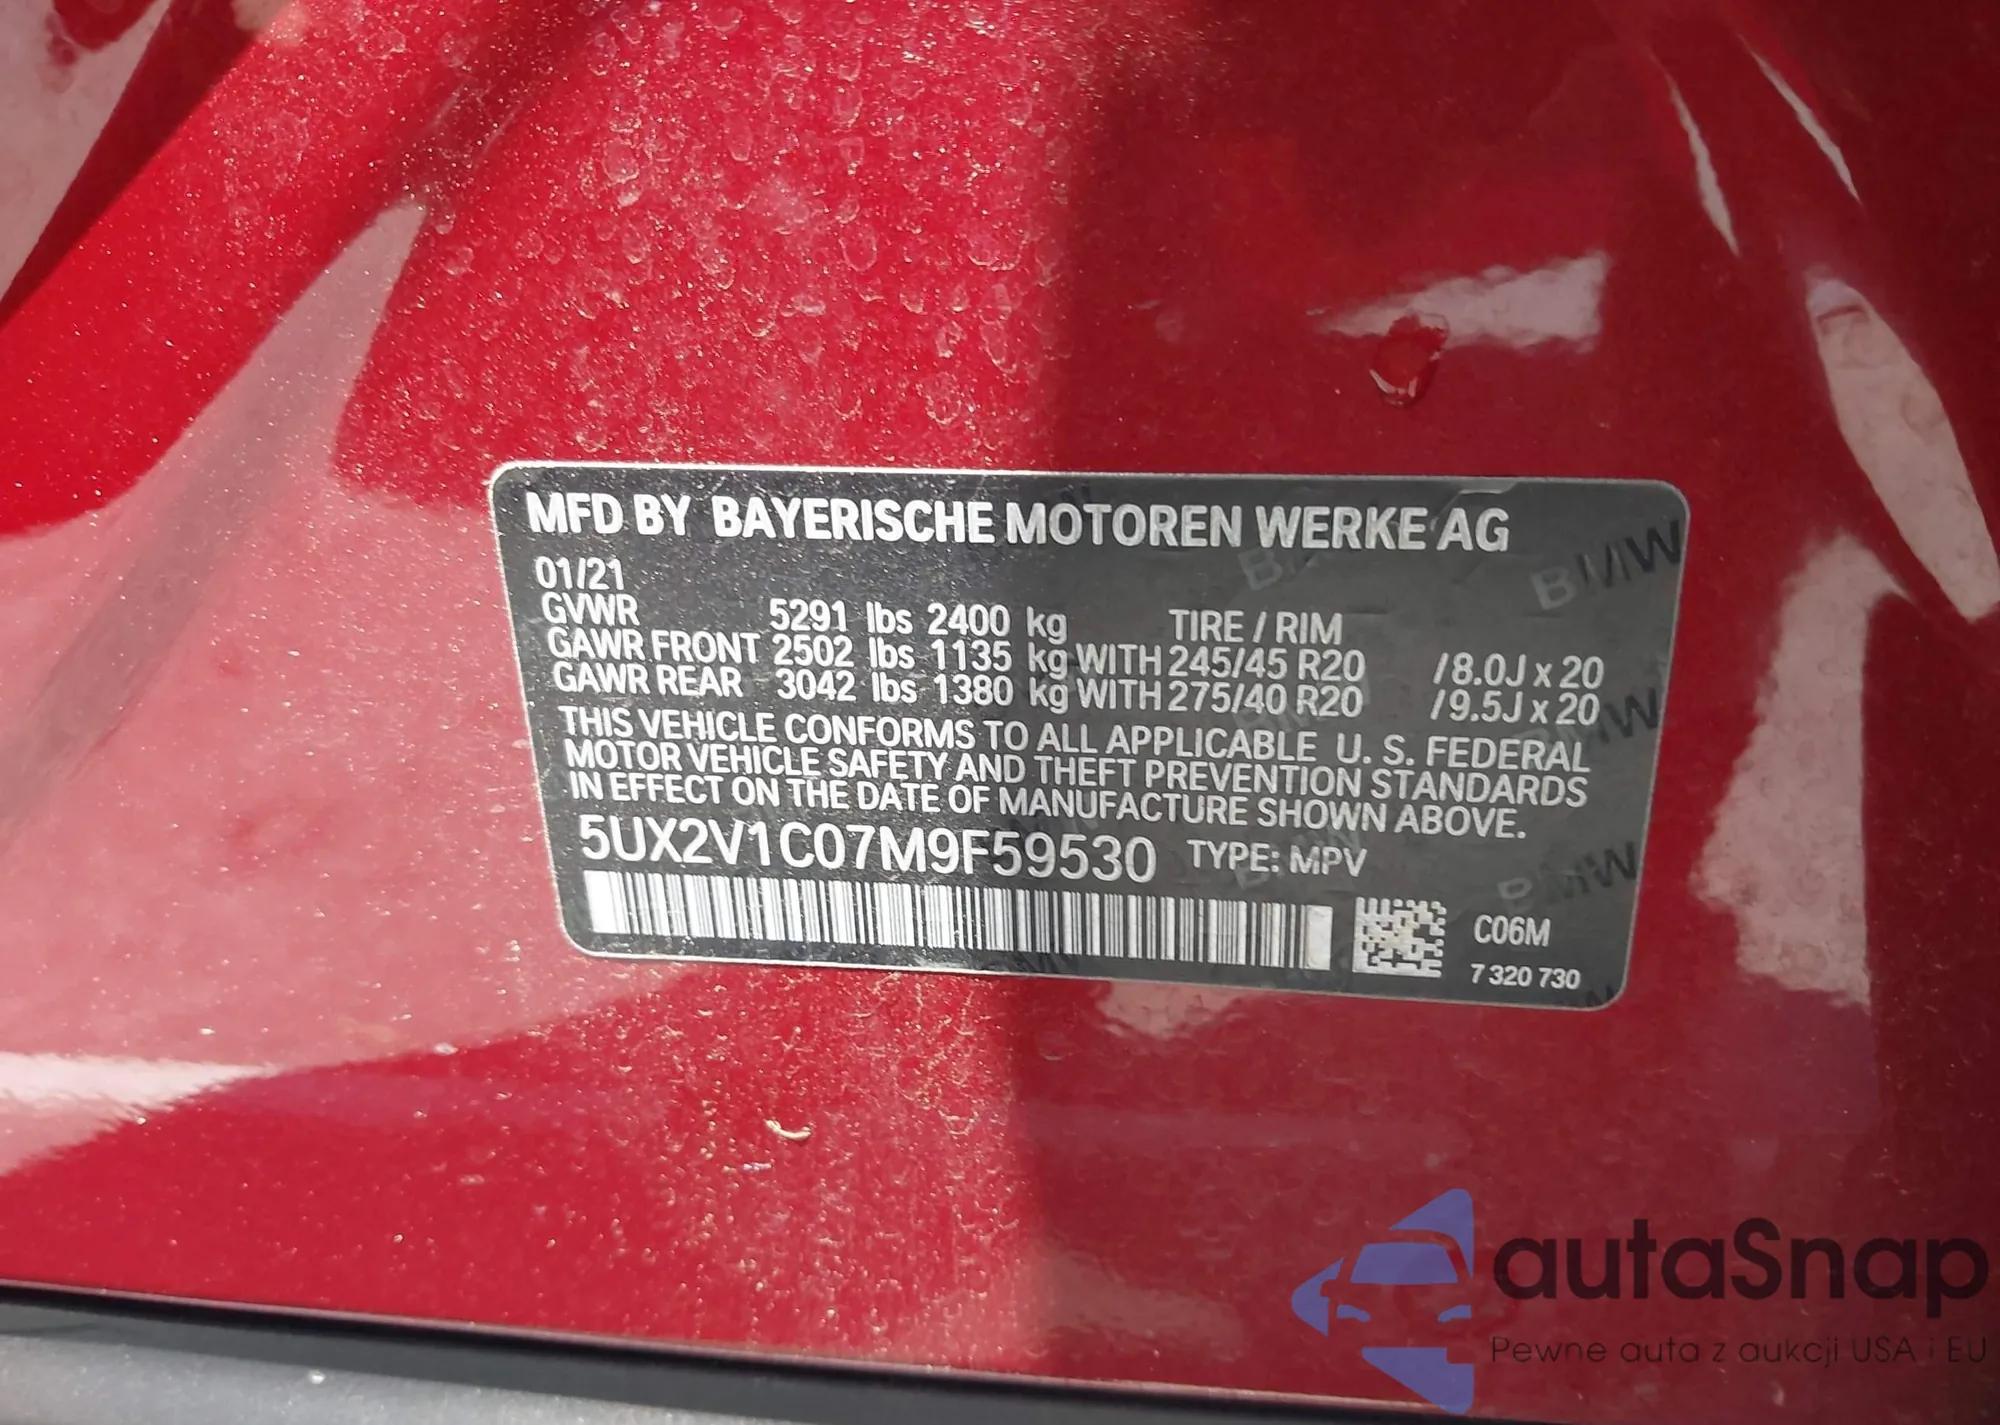 MFD BY BAYERISCHE MOTOREN WERKE AG
01/21
GVWR 5291 lbs 2400 kg TIRE / RIM
GAWR FRONT 2502 lbs 1135 kg WITH 245/45 R20 /8.0J x 20
GAWR REAR 3042 lbs 1380 kg WITH 275/40 R20 /9.5J x 20
THIS VEHICLE CONFORMS TO ALL APPLICABLE U. S. FEDERAL
MOTOR VEHICLE SAFETY AND THEFT PREVENTION STANDARDS
IN EFFECT ON THE DATE OF MANUFACTURE SHOWN ABOVE.
5UX2V1C07M9F59530 TYPE: MPV
C06M
7 320 730
BMW
BMW
BMW
autaSnap
Pewne auta z aukcji USA i EU